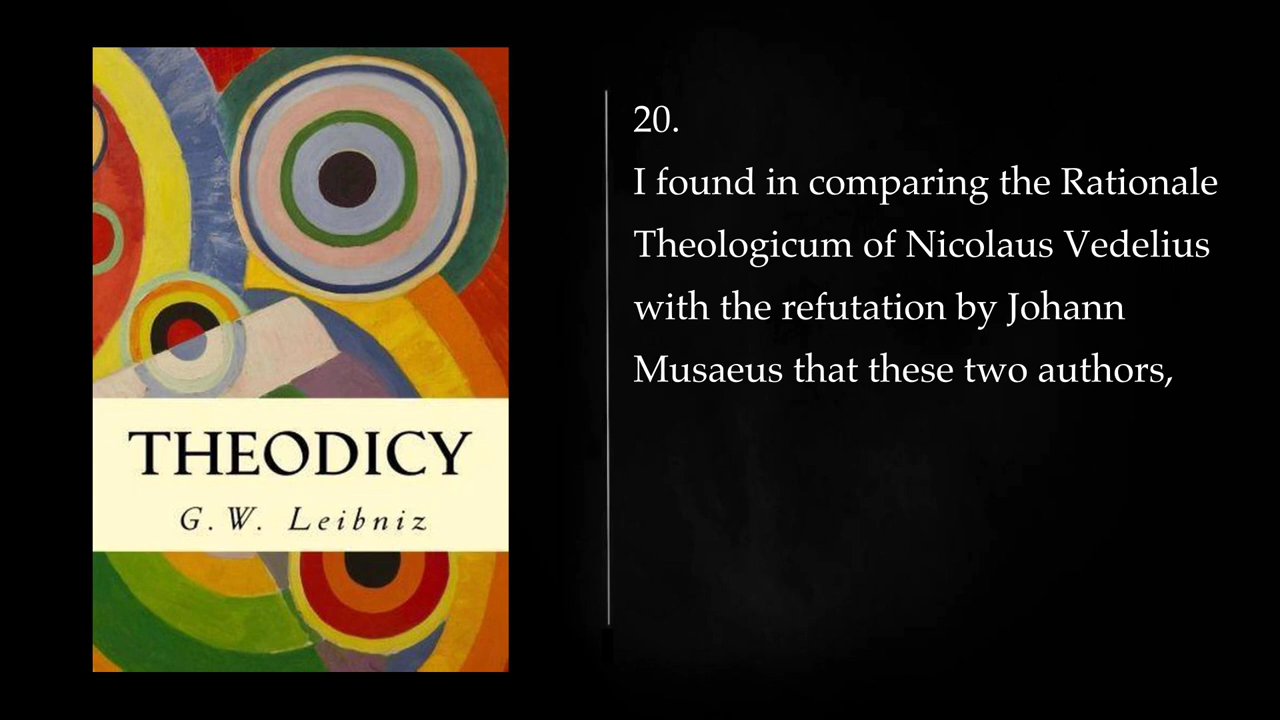 THEODICY
G. W. Leibniz
20.
I found in comparing the Rationale
Theologicum of Nicolaus Vedelius
with the refutation by Johann
Musaeus that these two authors,